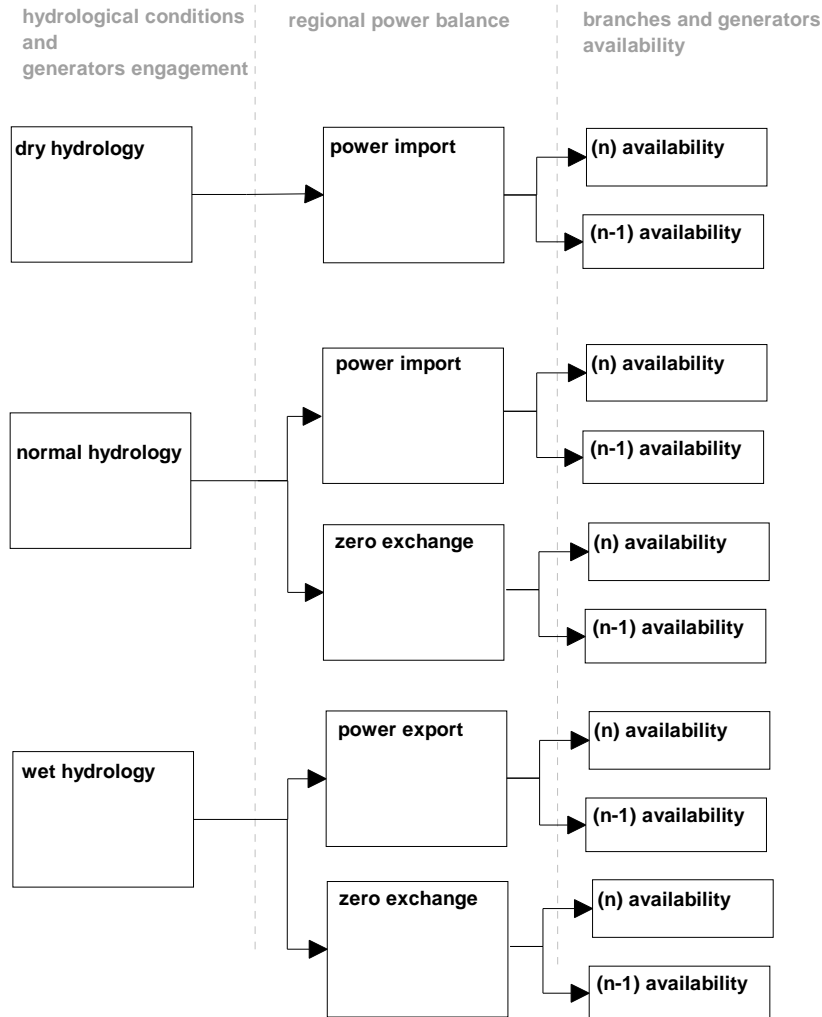 hydrological conditions
and
generators engagement
regional power balance
branches and generators
availability
dry hydrology
power import
(n) availability
(n-1) availability
normal hydrology
power import
(n) availability
(n-1) availability
zero exchange
(n) availability
(n-1) availability
wet hydrology
power export
(n) availability
(n-1) availability
zero exchange
(n) availability
(n-1) availability